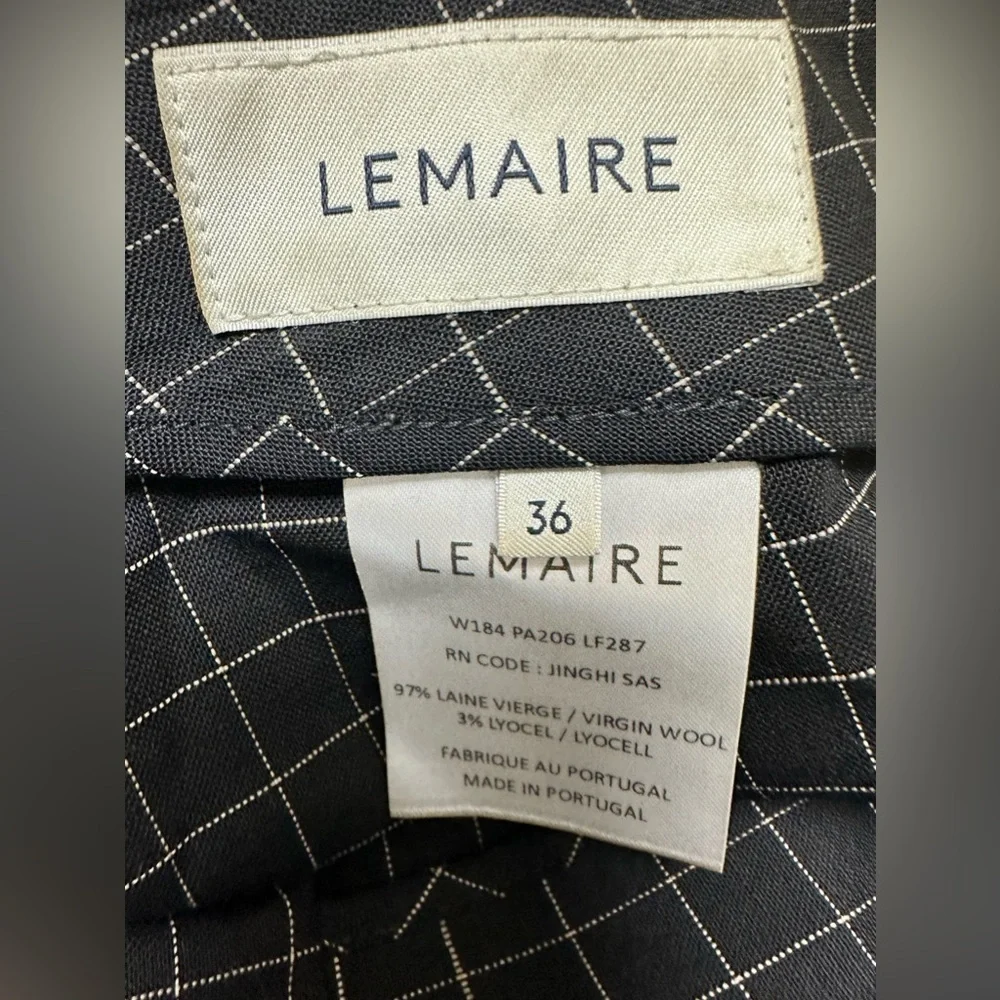 LEMAIRE
36
LEMAIRE
W184 PA206 LF287
RN CODE : JINGHI SAS
97% LAINE VIERGE / VIRGIN WOOL
3% LYOCEL / LYOCELL
FABRIQUE AU PORTUGAL
MADE IN PORTUGAL